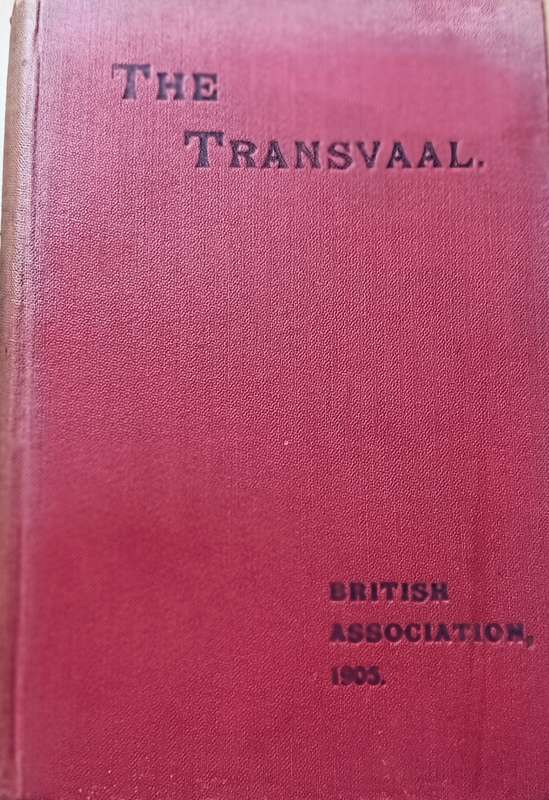 THE
TRANSVAAL.
BRITISH
ASSOCIATION,
1905.